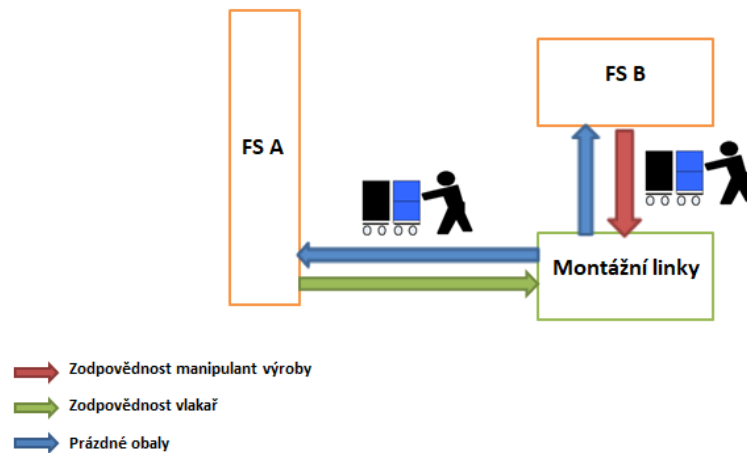 FS A
FS B
Montážní linky
Zodpovědnost manipulant výroby
Zodpovědnost vlakař
Prázdné obaly